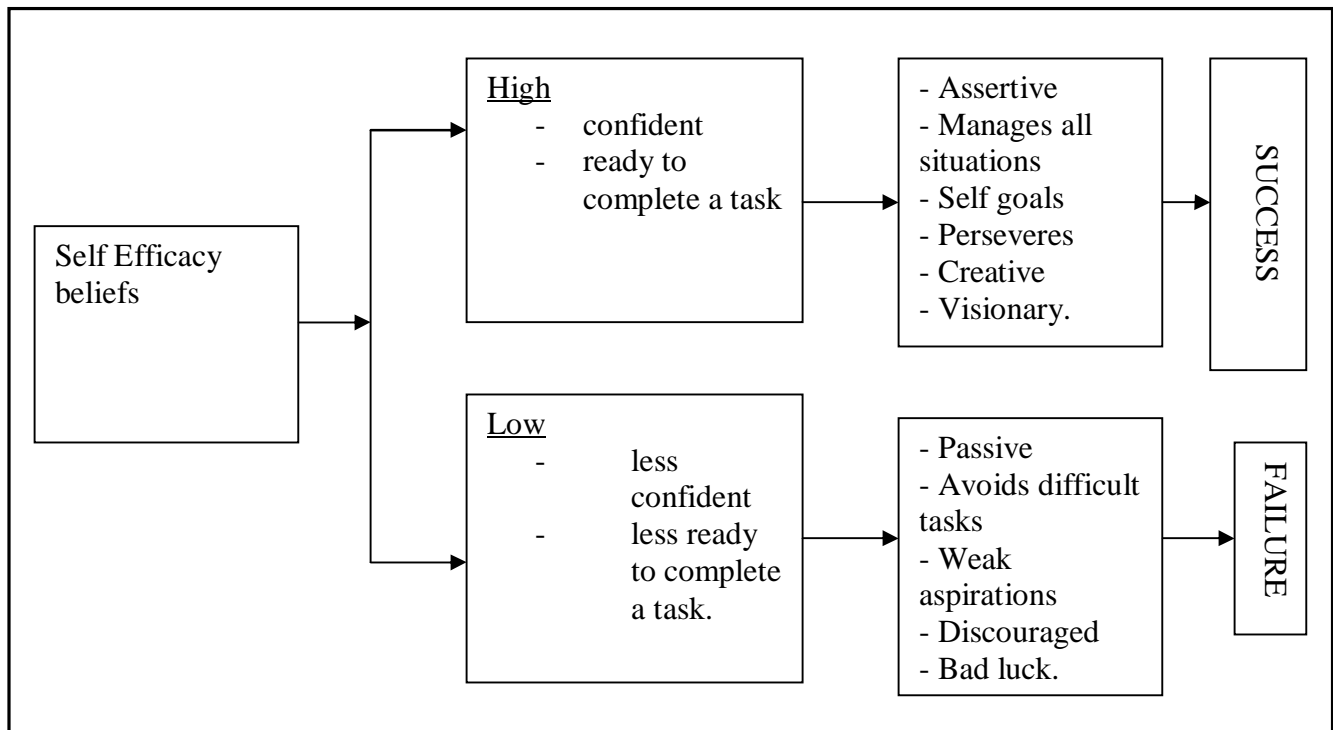 Self Efficacy
beliefs
High
- confident
- ready to
complete a task
- Assertive
- Manages all
situations
- Self goals
- Perseveres
- Creative
- Visionary.
SUCCESS
Low
- less
confident
- less ready
to complete
a task.
- Passive
- Avoids difficult
tasks
- Weak
aspirations
- Discouraged
- Bad luck.
FAILURE